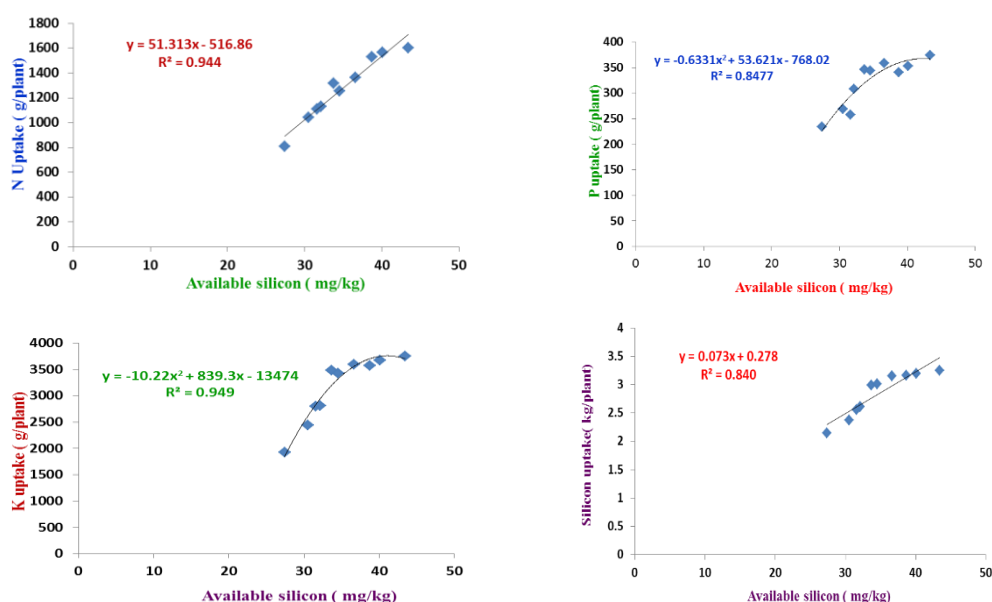 N Uptake ( g/plant)
1800
1600
1400
1200
1000
800
600
400
200
0
y = 51.313x - 516.86
R² = 0.944
0 10 20 30 40 50
Available silicon ( mg/kg)
P uptake ( g/plant)
400
350
300
250
200
150
100
50
0
y = -0.6331x² + 53.621x - 768.02
R² = 0.8477
0 10 20 30 40 50
Available silicon ( mg/kg)
K uptake ( g/plant)
4000
3500
3000
2500
2000
1500
1000
500
0
y = -10.22x² + 839.3x - 13474
R² = 0.949
0 10 20 30 40 50
Available silicon ( mg/kg)
Silicon uptake( kg/plant)
4
3.5
3
2.5
2
1.5
1
0.5
0
y = 0.073x + 0.278
R² = 0.840
0 10 20 30 40 50
Available silicon ( mg/kg)